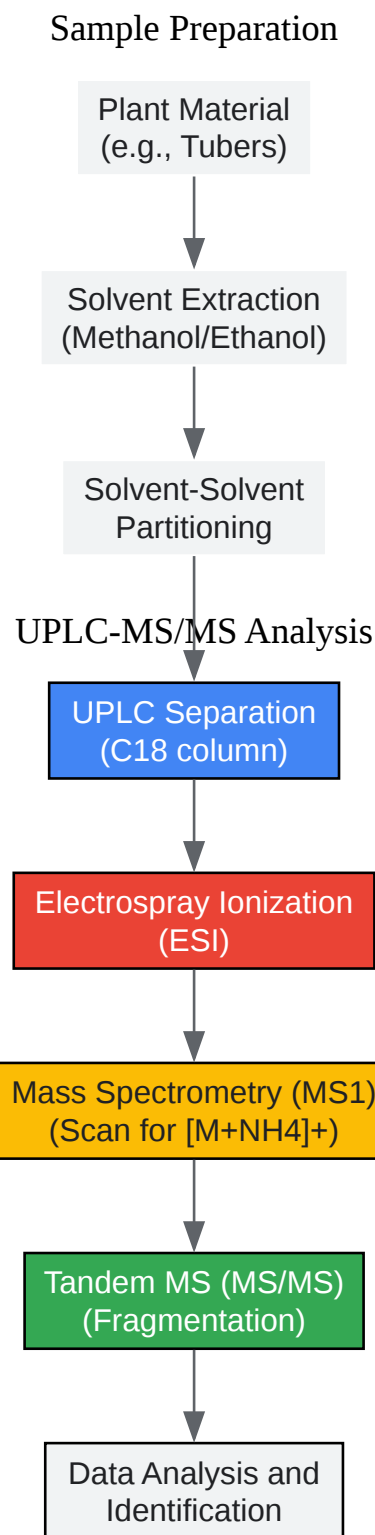 Sample Preparation
Plant Material
(e.g., Tubers)
Solvent Extraction
(Methanol/Ethanol)
Solvent-Solvent
Partitioning
UPLC-MS/MS Analysis
UPLC Separation
(C18 column)
Electrospray Ionization
(ESI)
Mass Spectrometry (MS1)
(Scan for [M+NH4]+)
Tandem MS (MS/MS)
(Fragmentation)
Data Analysis and
Identification